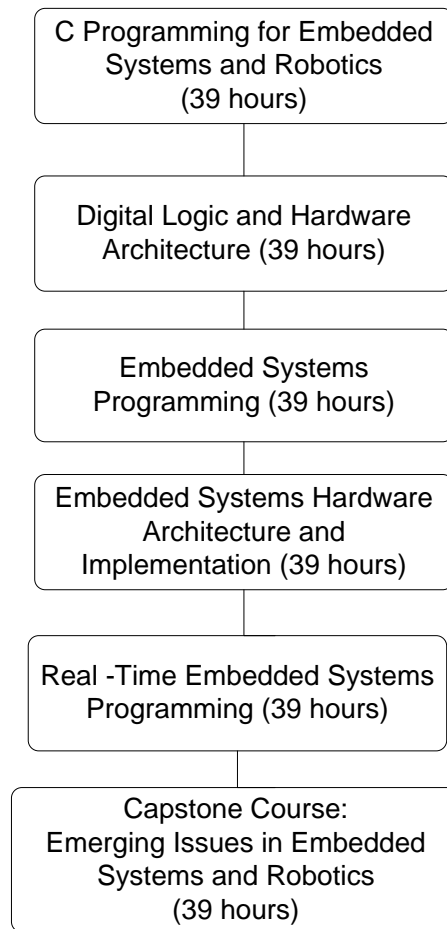 C Programming for Embedded
Systems and Robotics
(39 hours)
Digital Logic and Hardware
Architecture (39 hours)
Embedded Systems
Programming (39 hours)
Embedded Systems Hardware
Architecture and
Implementation (39 hours)
Real -Time Embedded Systems
Programming (39 hours)
Capstone Course:
Emerging Issues in Embedded
Systems and Robotics
(39 hours)